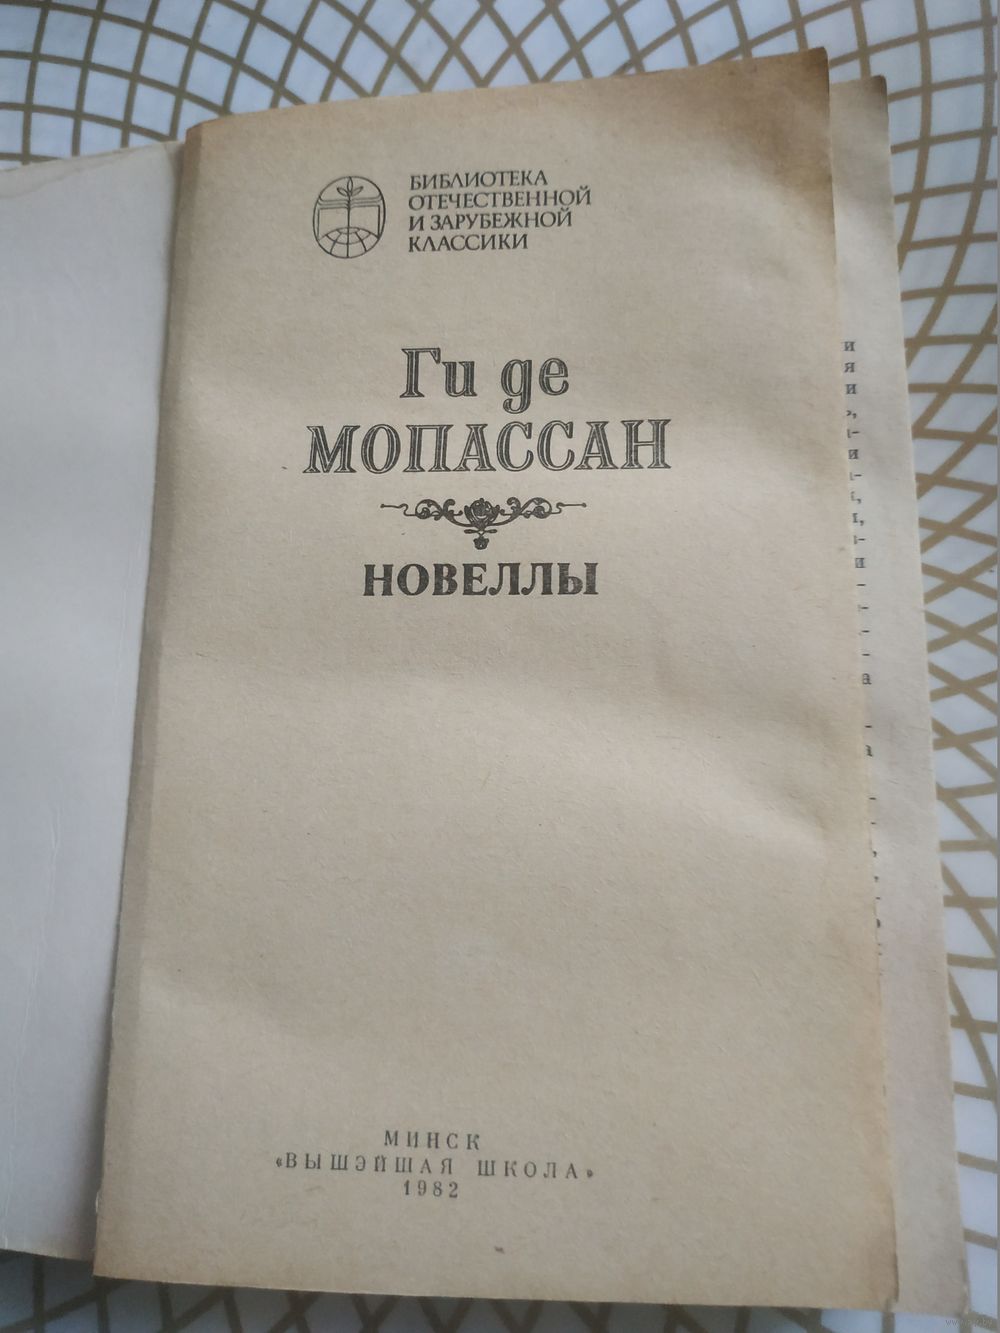 БИБЛИОТЕКА
ОТЕЧЕСТВЕННОЙ
И ЗАРУБЕЖНОЙ
КЛАССИКИ
Ги де
МОПАССАН
НОВЕЛЛЫ
МИНСК
«ВЫШЭЙШАЯ ШКОЛА»
1982